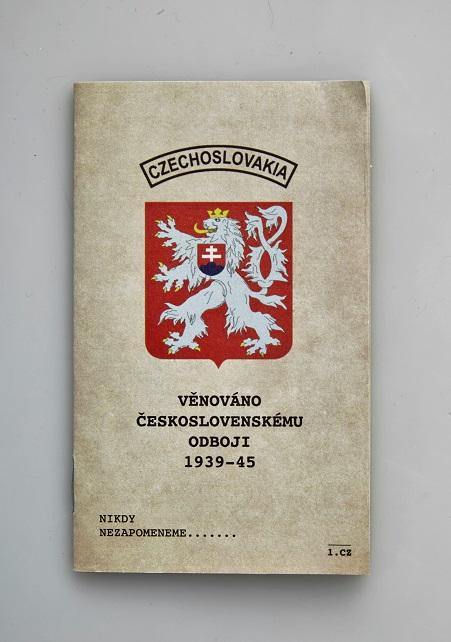 CZECHOSLOVAKIA
VĚNOVÁNO
ČESKOSLOVENSKÉMU
ODBOJI
1939-45
NIKDY
NEZAPOMENEME.......
1.CZ